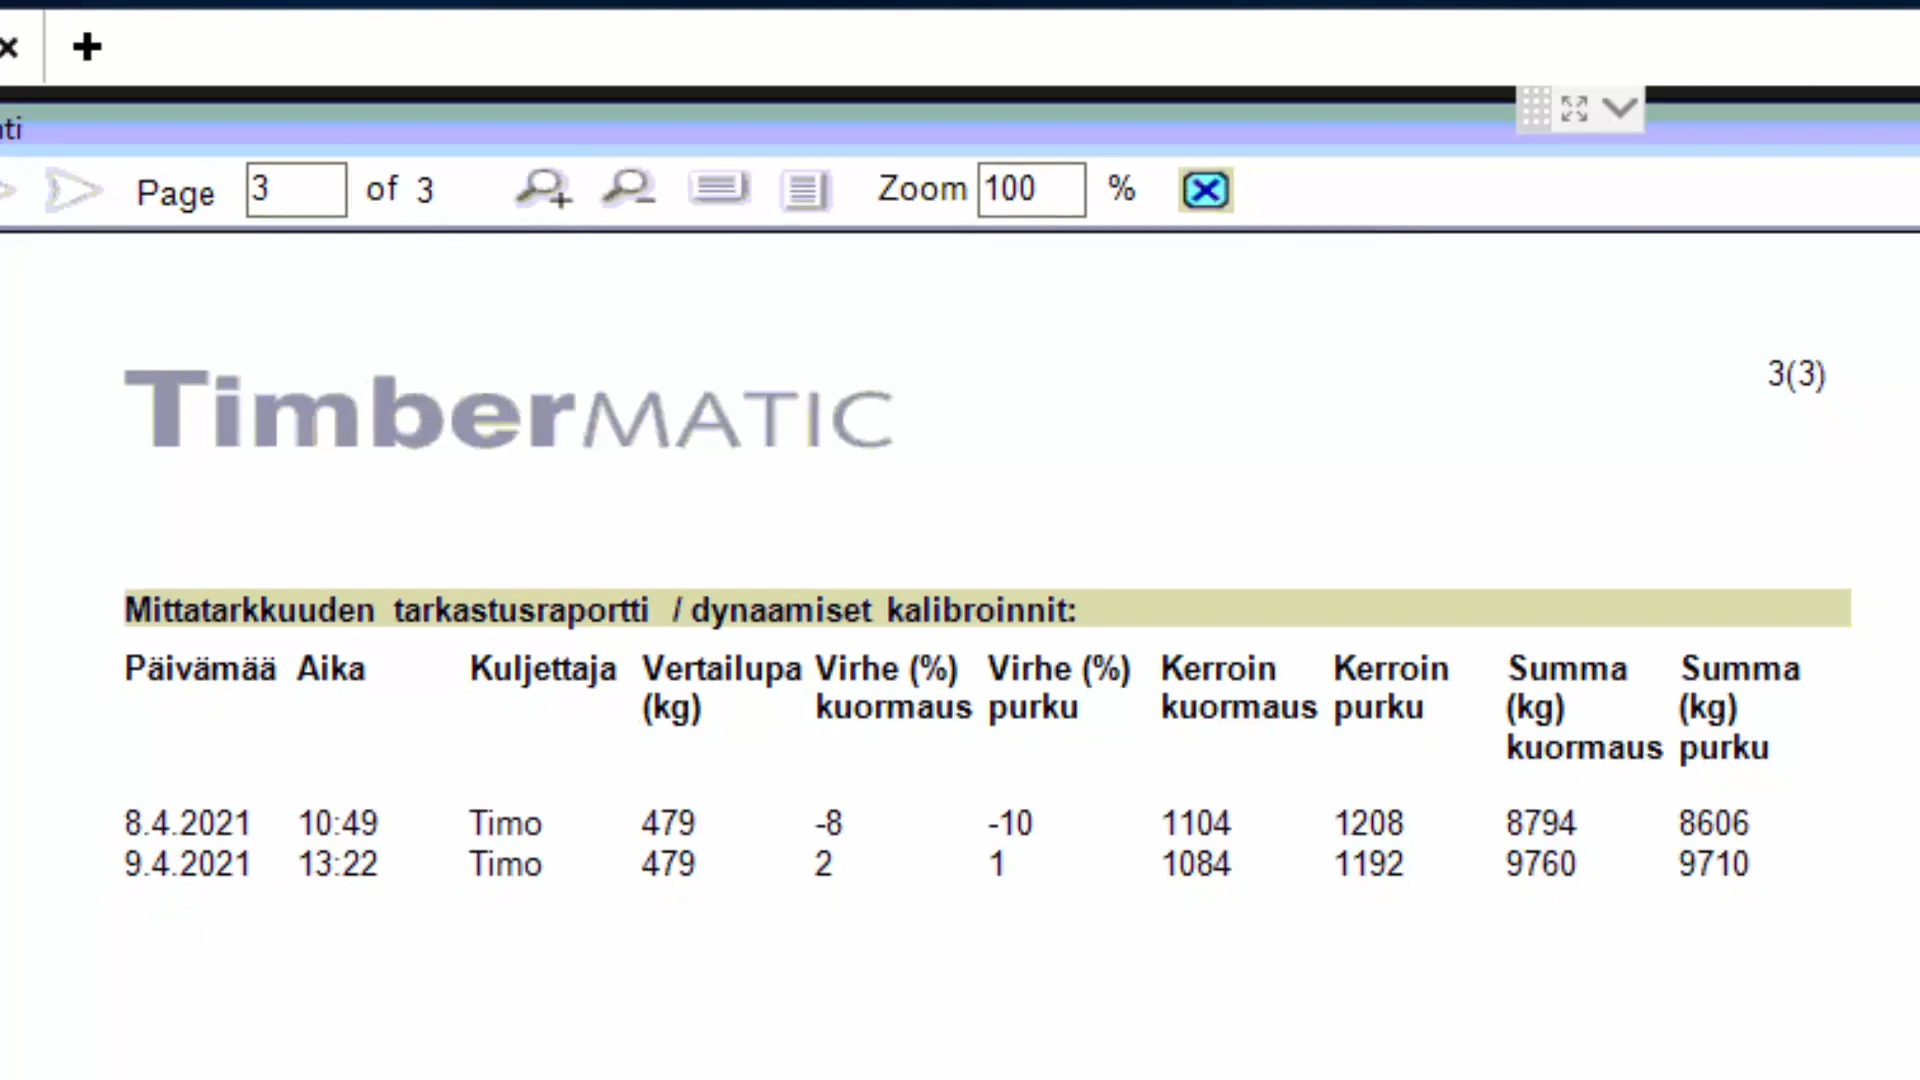 ti
Page 3 of 3 Zoom 100 %
3(3)
TimberMATIC
Mittatarkkuuden tarkastusraportti / dynaamiset kalibroinnit:
Päivämää Aika Kuljettaja Vertailupa Virhe (%) Virhe (%) Kerroin Kerroin Summa Summa
(kg) kuormaus purku kuormaus purku (kg) (kg)
kuormaus purku
8.4.2021 10:49 Timo 479 -8 -10 1104 1208 8794 8606
9.4.2021 13:22 Timo 479 2 1 1084 1192 9760 9710